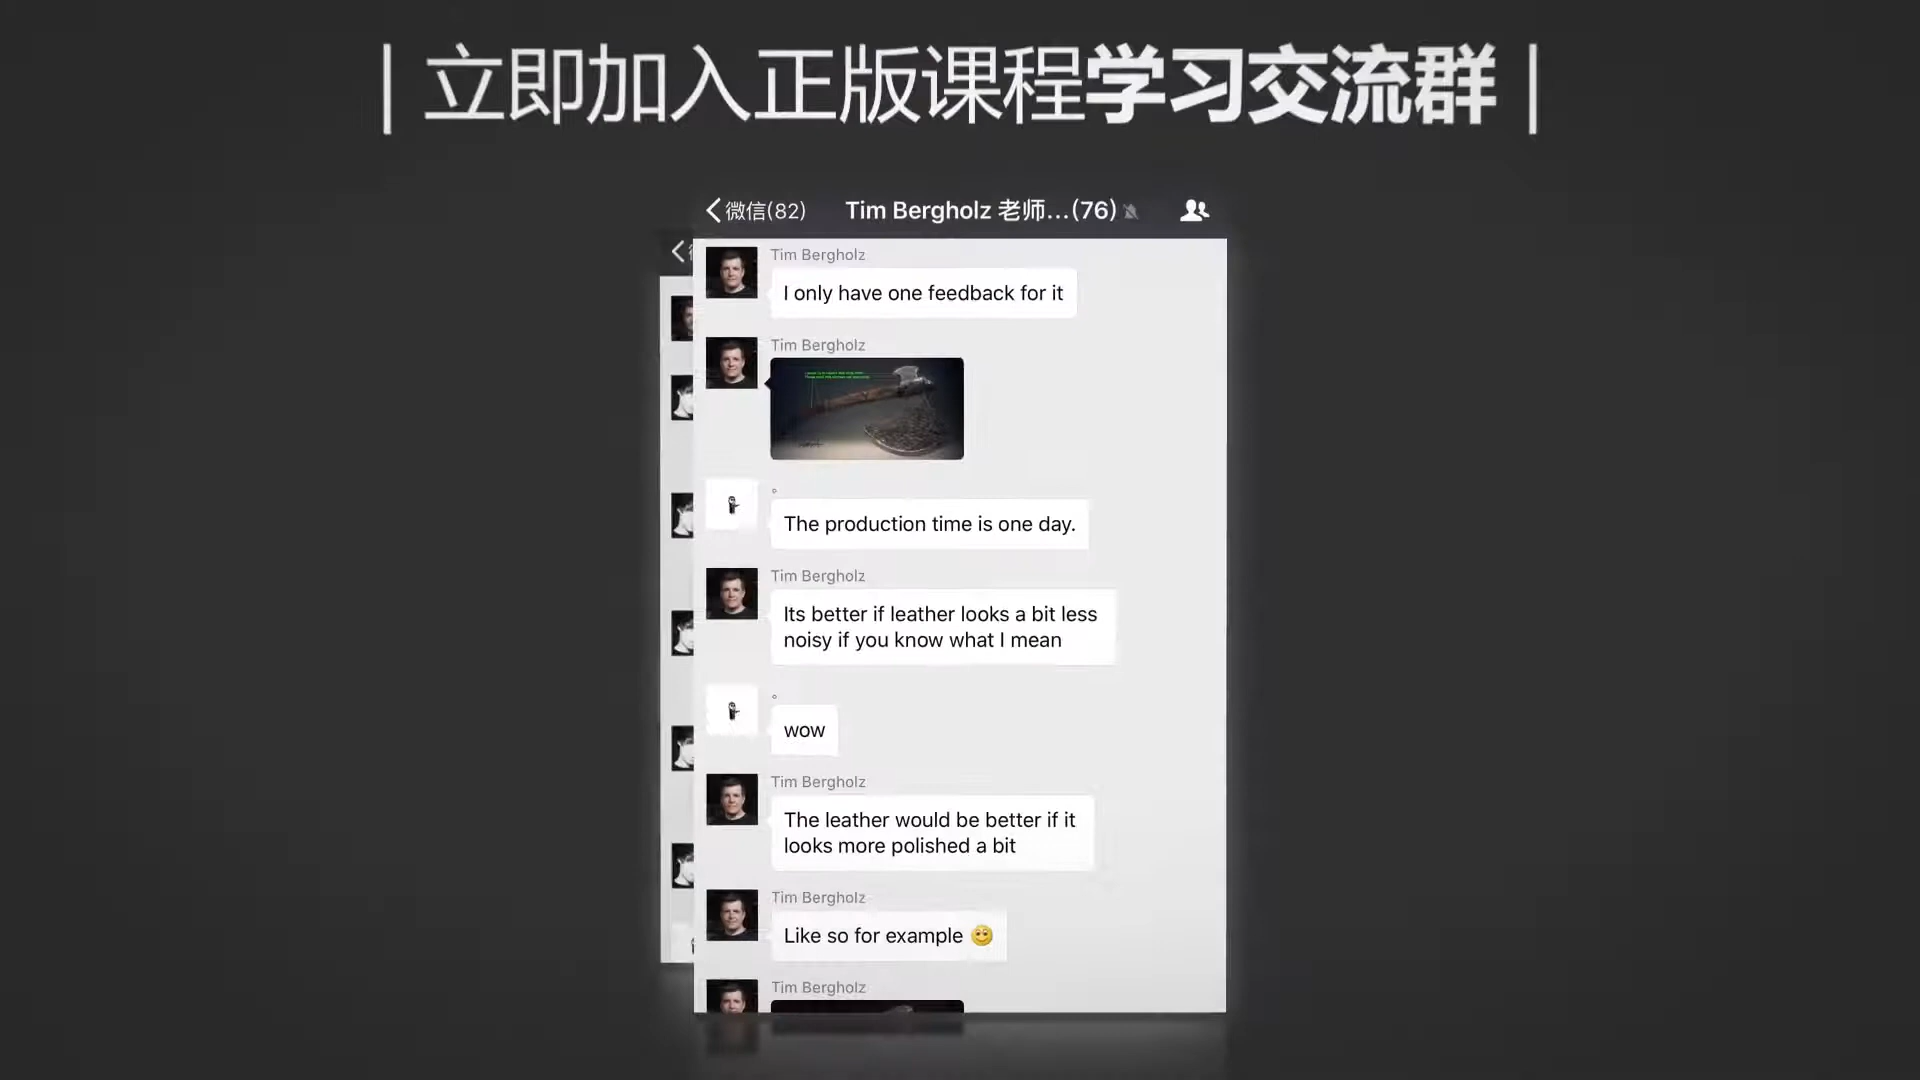 | 立即加入正版课程学习交流群 |
微信(82)
Tim Bergholz 老师...(76)
Tim Bergholz
I only have one feedback for it
Tim Bergholz
The production time is one day.
Tim Bergholz
Its better if leather looks a bit less
noisy if you know what I mean
wow
Tim Bergholz
The leather would be better if it
looks more polished a bit
Tim Bergholz
Like so for example 😊
Tim Bergholz